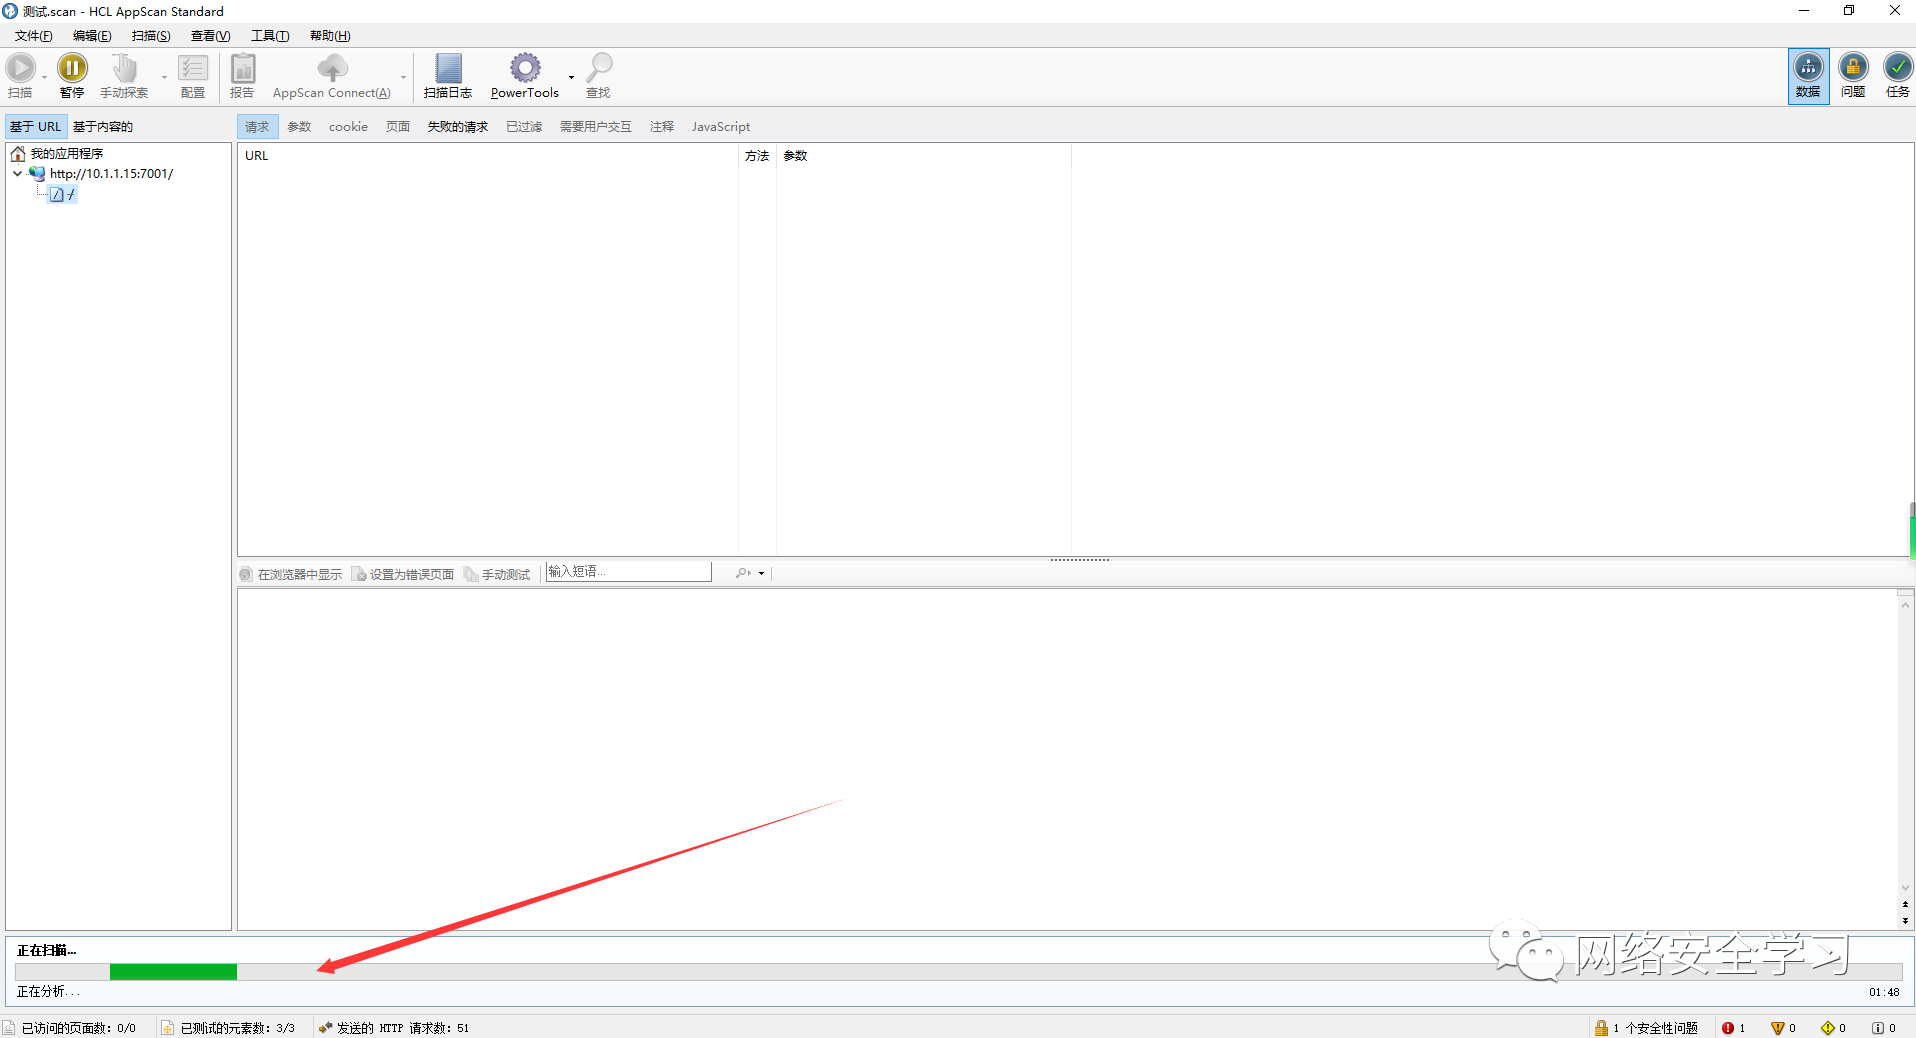 测试.scan - HCL AppScan Standard
文件(F) 编辑(E) 扫描(S) 查看(V) 工具(T) 帮助(H)
扫描 暂停 手动探索 配置 报告 AppScan Connect(A) 扫描日志 PowerTools 查找 数据 问题 任务
基于 URL 基于内容的 请求 参数 cookie 页面 失败的请求 已过滤 需要用户交互 注释 JavaScript
我的应用程序
URL 方法 参数
http://10.1.1.15:7001/
/
在浏览器中显示 设置为错误页面 手动测试 输入短语...
正在扫描...
网络安全学习
正在分析...
01:48
已访问的页面数: 0/0 已测试的元素数: 3/3 发送的 HTTP 请求数: 51 1 个安全性问题 1 0 0 0